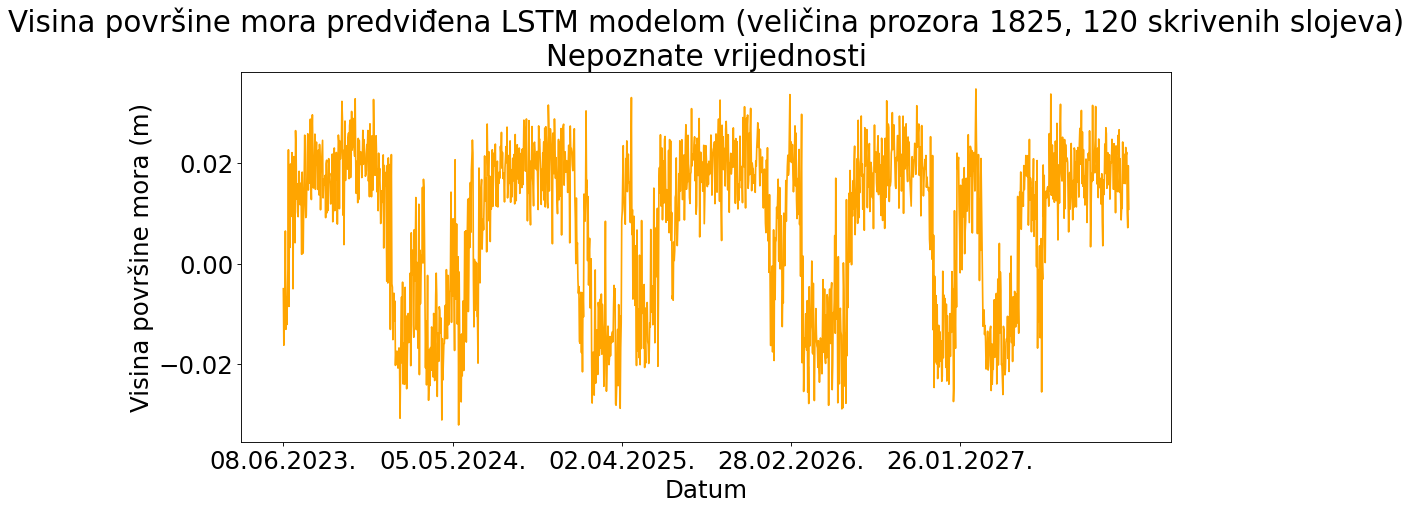 Visina površine mora predviđena LSTM modelom (veličina prozora 1825, 120 skrivenih slojeva)
Nepoznate vrijednosti
Visina površine mora (m)
0.02
0.00
−0.02
08.06.2023. 05.05.2024. 02.04.2025. 28.02.2026. 26.01.2027.
Datum